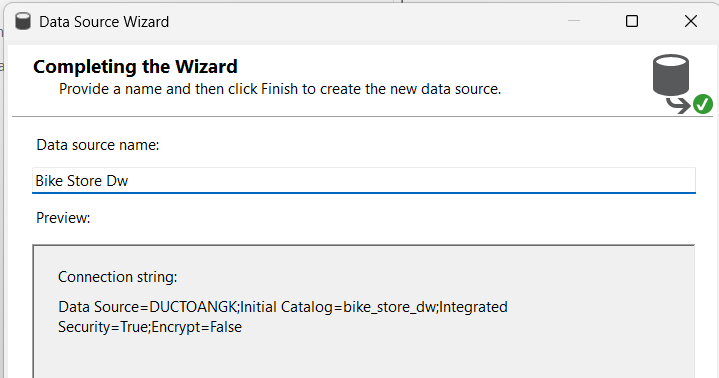 Data Source Wizard
Completing the Wizard
Provide a name and then click Finish to create the new data source.
Data source name:
Bike Store Dw
Preview:
Connection string:
Data Source=DUCTOANGK;Initial Catalog=bike_store_dw;Integrated
Security=True;Encrypt=False